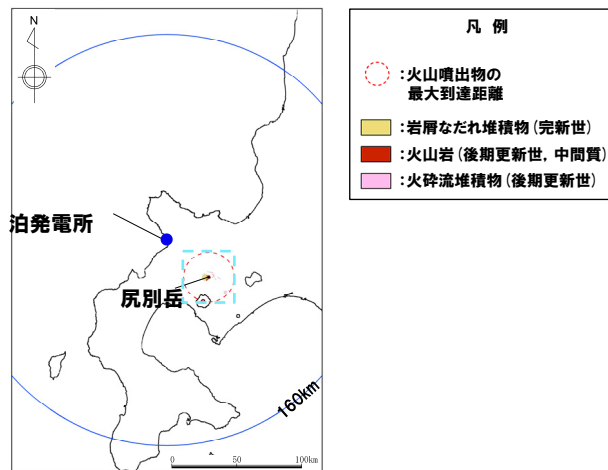 N
泊発電所
尻別岳
160km
0 50 100km
凡 例
:火山噴出物の
最大到達距離
:岩屑なだれ堆積物(完新世)
:火山岩(後期更新世, 中間質)
:火砕流堆積物(後期更新世)